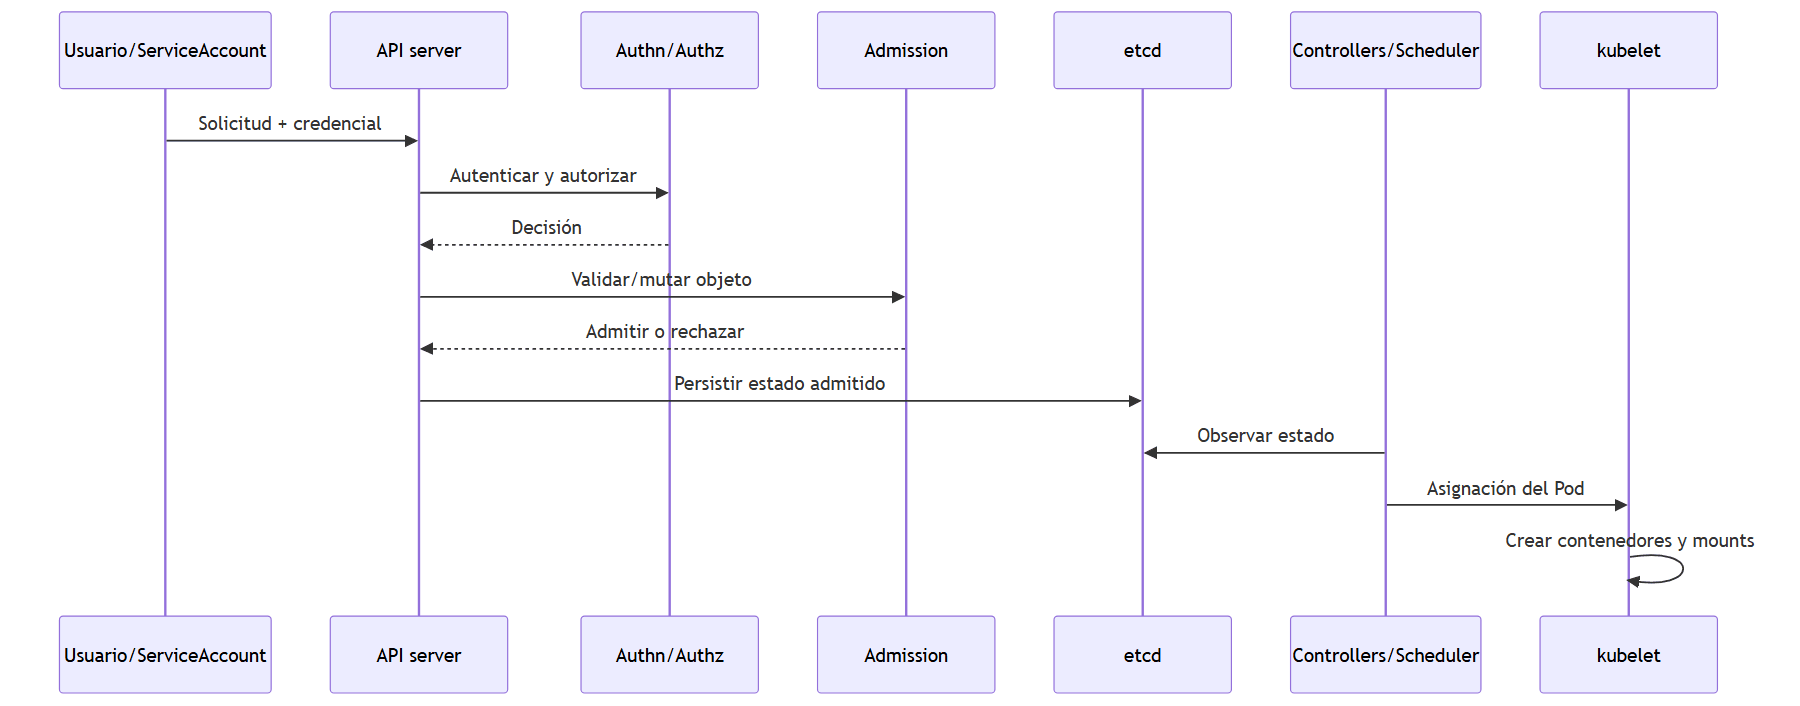 Usuario/ServiceAccount
API server
Authn/Authz
Admission
etcd
Controllers/Scheduler
kubelet
Solicitud + credencial
Autenticar y autorizar
Decisión
Validar/mutar objeto
Admitir o rechazar
Persistir estado admitido
Observar estado
Asignación del Pod
Crear contenedores y mounts
Usuario/ServiceAccount
API server
Authn/Authz
Admission
etcd
Controllers/Scheduler
kubelet